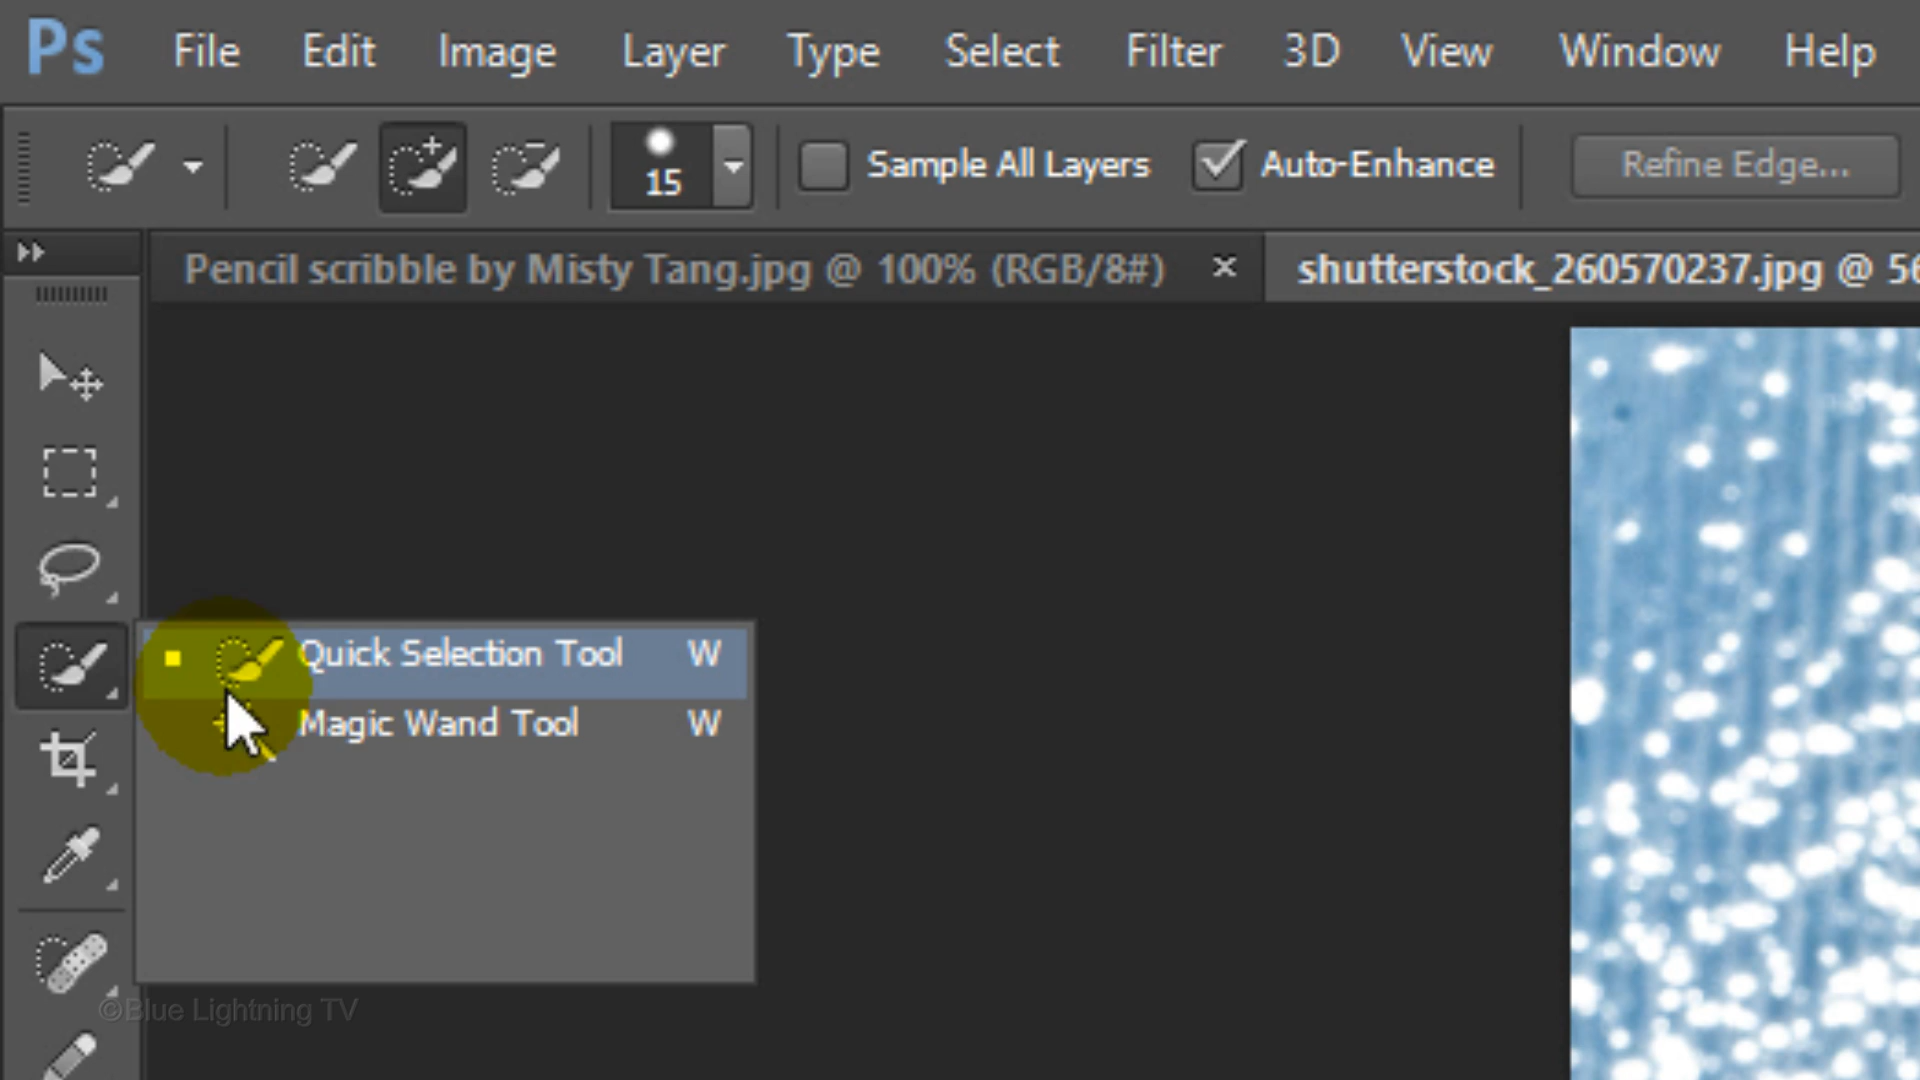 Ps File Edit Image Layer Type Select Filter 3D View Window Help
15 Sample All Layers Auto-Enhance Refine Edge...
Pencil scribble by Misty Tang.jpg @ 100% (RGB/8#) × shutterstock_260570237.jpg @ 56
Quick Selection Tool W
Magic Wand Tool W
©Blue Lightning TV